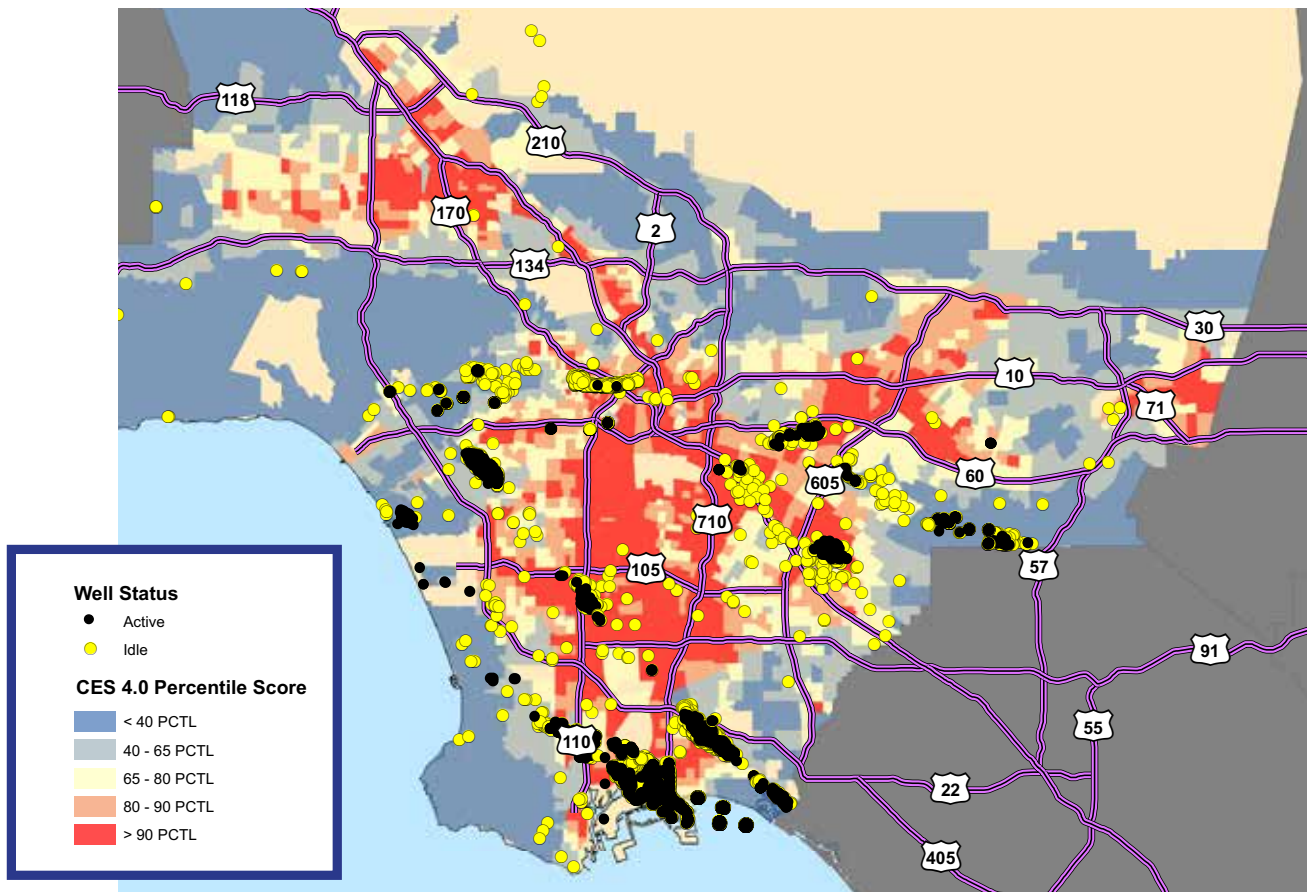 118
210
170
2
134
30
10
71
60
605
710
57
105
91
55
110
22
405
Well Status
Active
Idle
CES 4.0 Percentile Score
< 40 PCTL
40 - 65 PCTL
65 - 80 PCTL
80 - 90 PCTL
> 90 PCTL